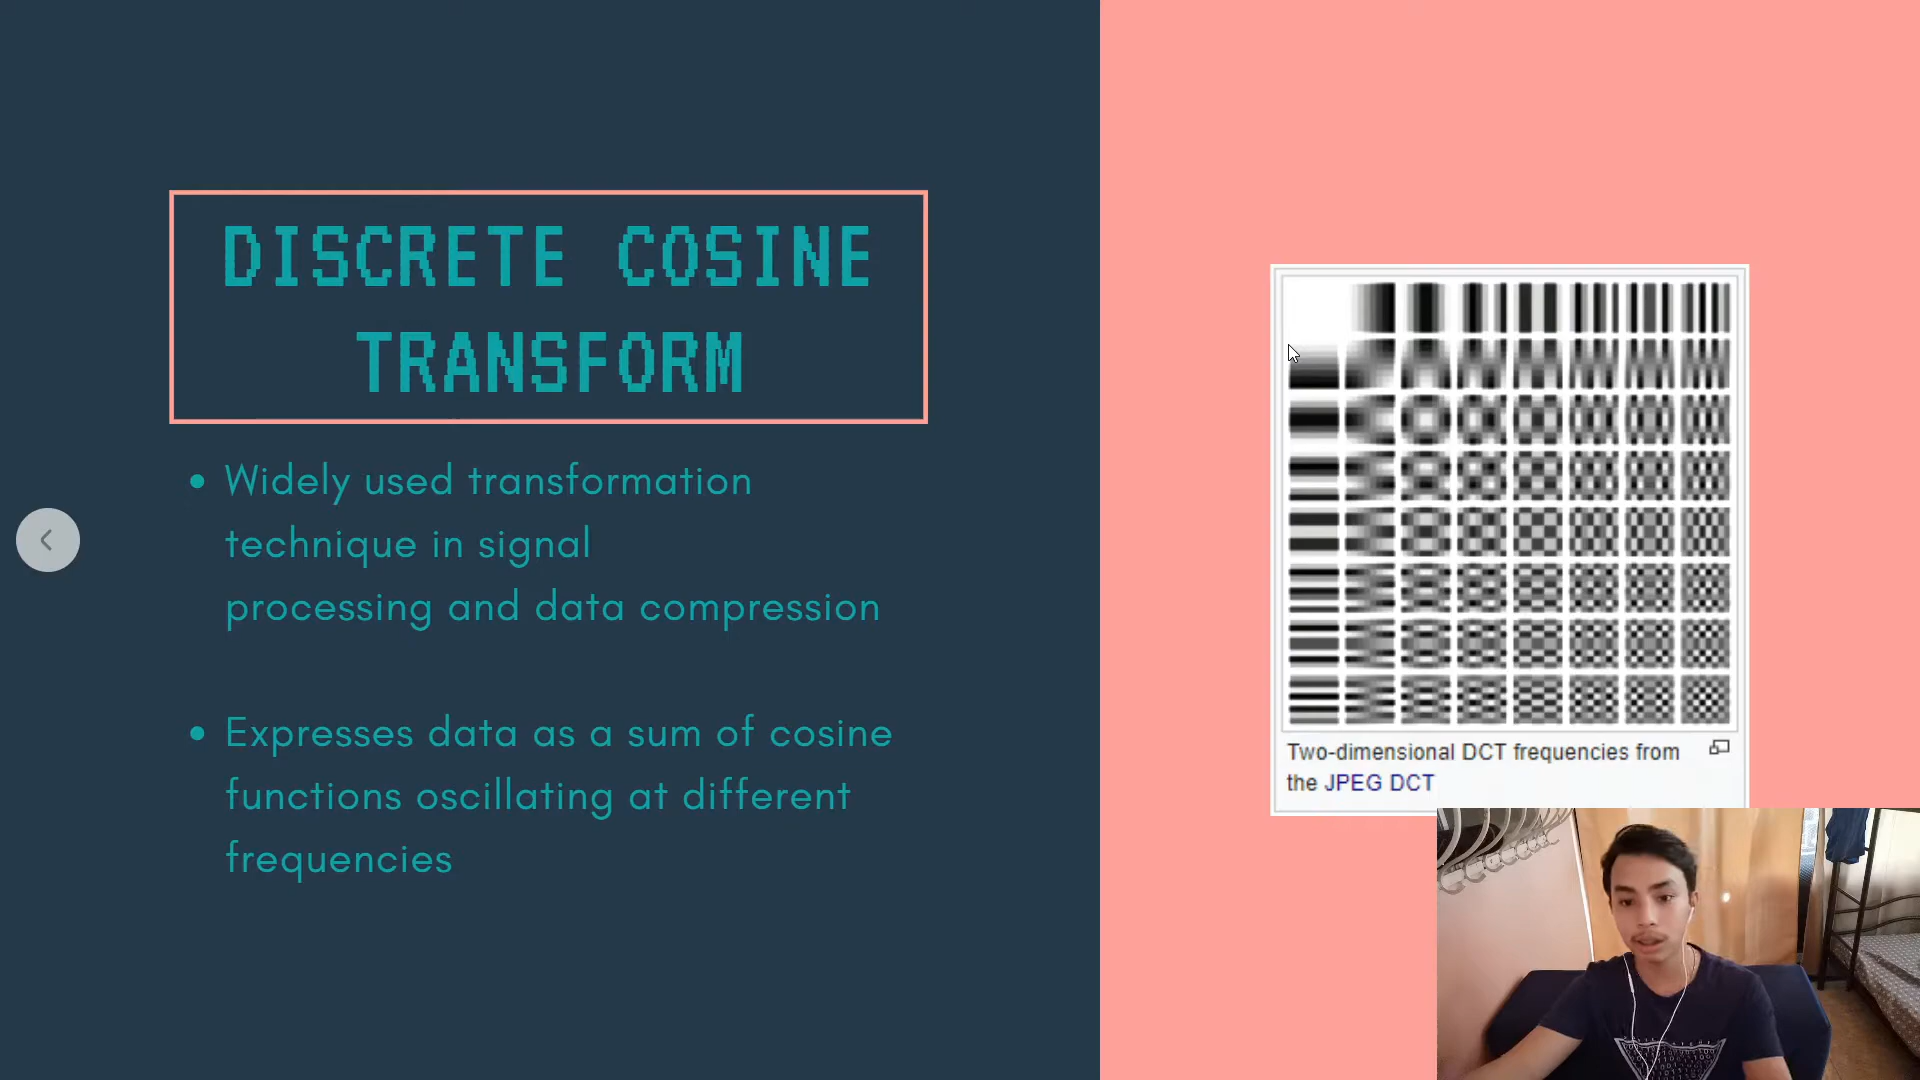 DISCRETE COSINE
TRANSFORM
• Widely used transformation
technique in signal
processing and data compression
• Expresses data as a sum of cosine
functions oscillating at different
frequencies
Two-dimensional DCT frequencies from
the JPEG DCT